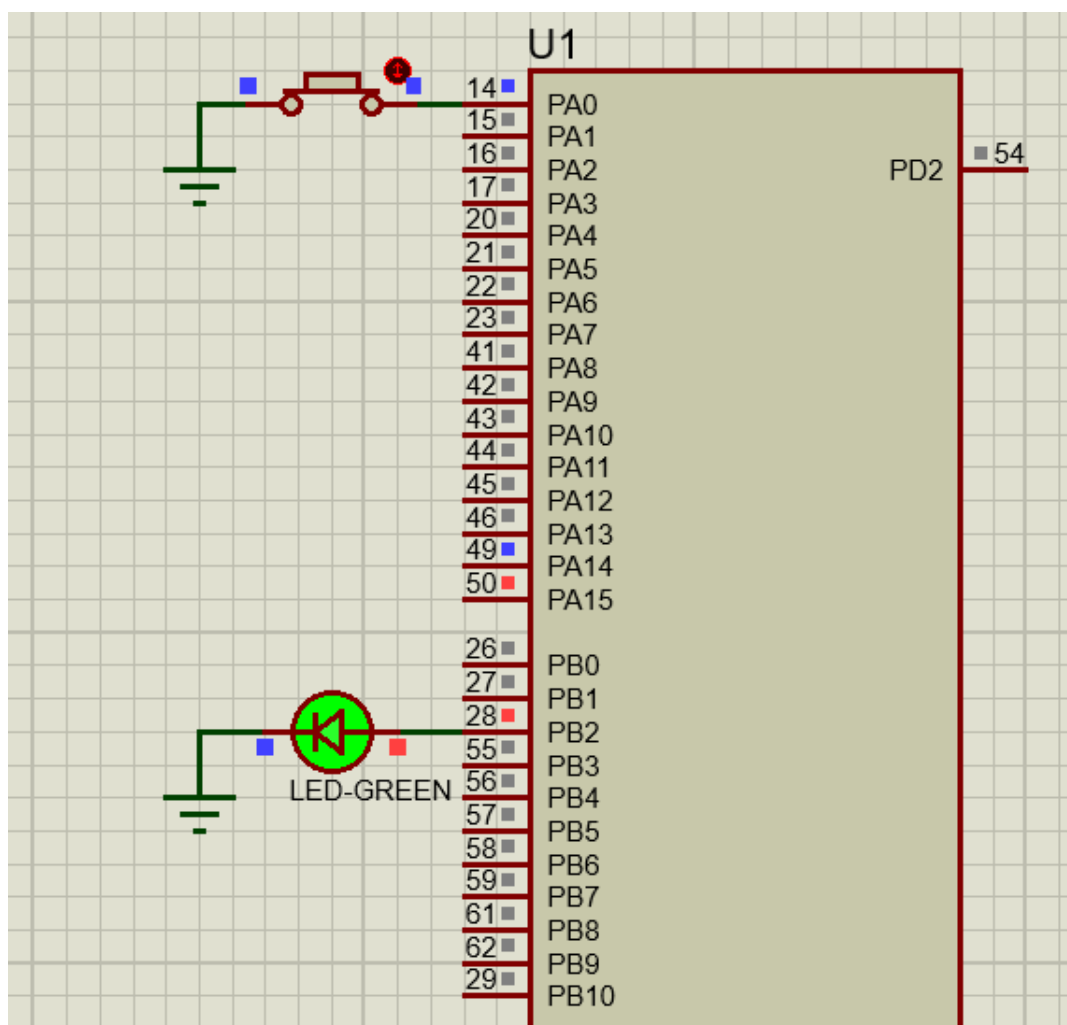 U1
14 PA0
15 PA1
16 PA2
PD2 54
17 PA3
20 PA4
21 PA5
22 PA6
23 PA7
41 PA8
42 PA9
43 PA10
44 PA11
45 PA12
46 PA13
49 PA14
50 PA15
26 PB0
27 PB1
28 PB2
55 PB3
LED-GREEN
56 PB4
57 PB5
58 PB6
59 PB7
61 PB8
62 PB9
29 PB10